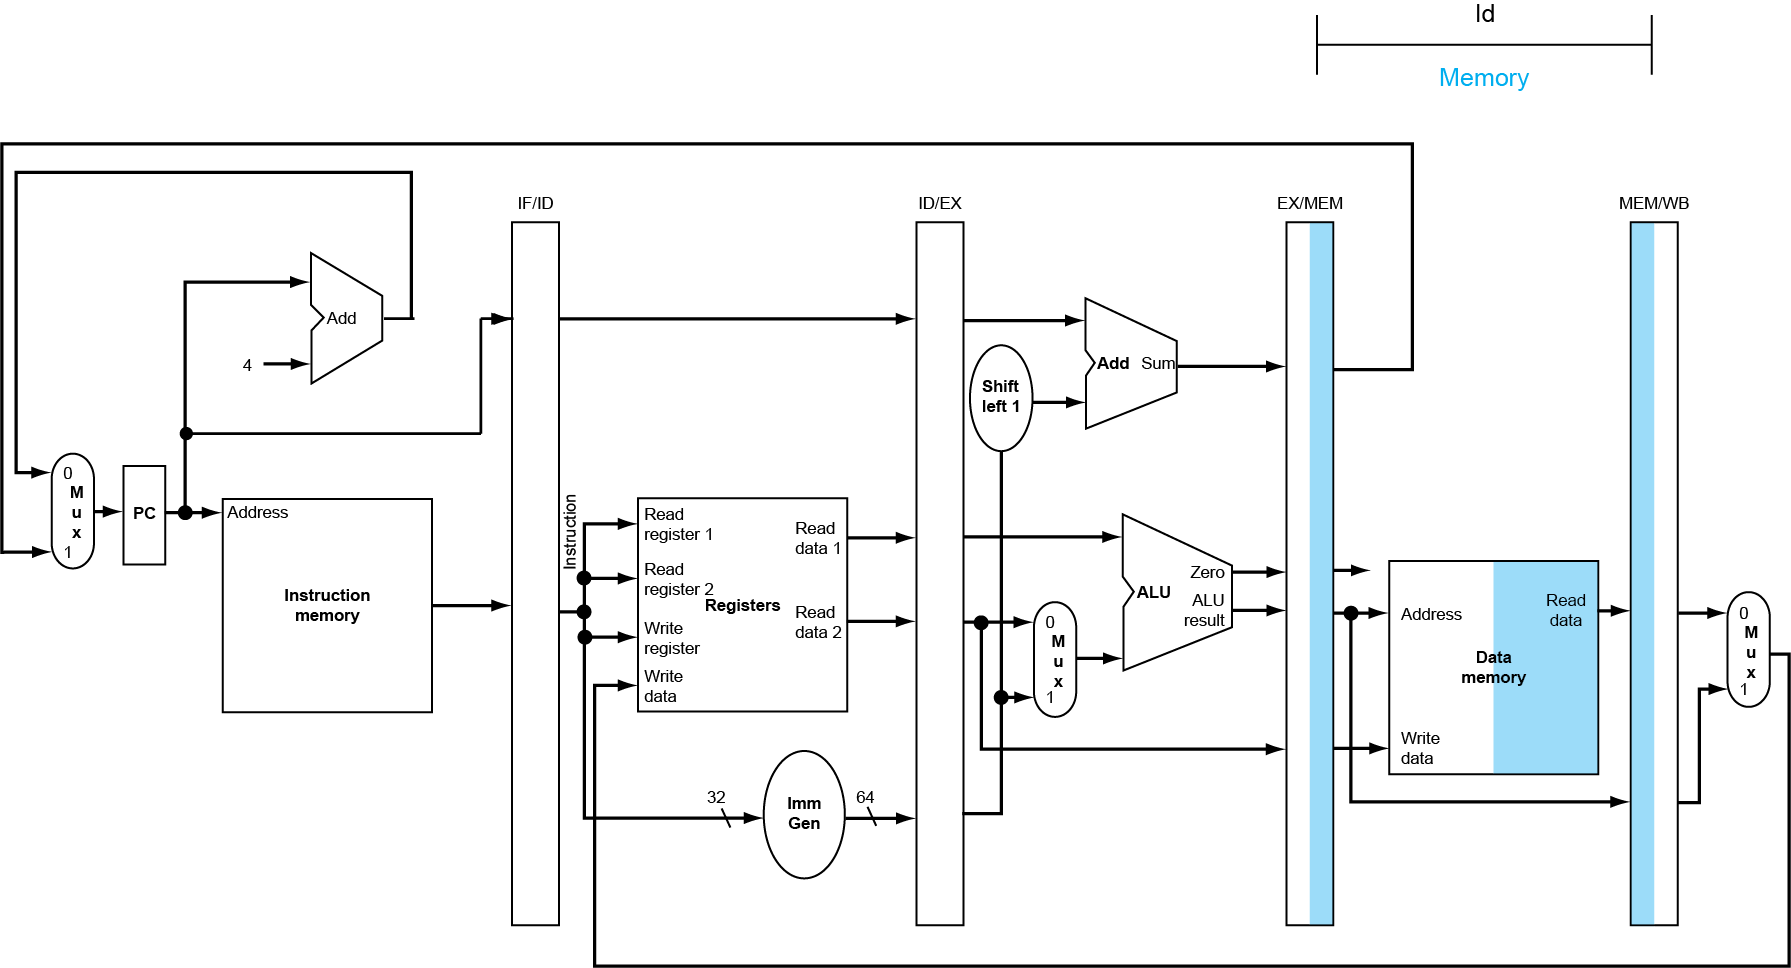 ld
Memory
IF/ID
ID/EX
EX/MEM
MEM/WB
Add
4
Add Sum
Shift
left 1
0
M
u
x
1
PC
Address
Instruction
memory
Instruction
Read
register 1
Read
register 2
Write
register
Write
data
Registers
Read
data 1
Read
data 2
Zero
ALU
ALU
result
0
M
u
x
1
Address
Read
data
Data
memory
Write
data
0
M
u
x
1
32
Imm
Gen
64